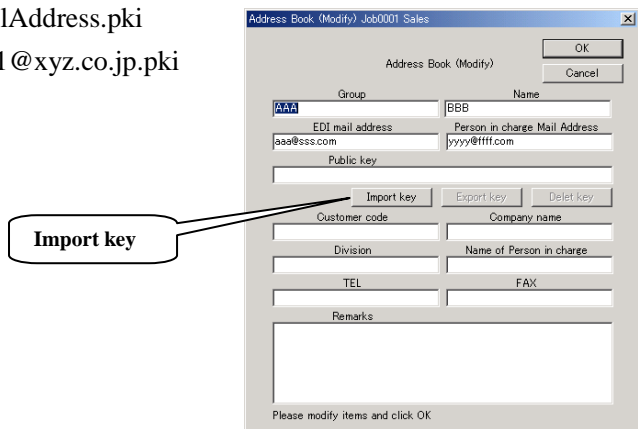 lAddress.pki
1@xyz.co.jp.pki
Address Book (Modify) Job0001 Sales
OK
Address Book (Modify)
Cancel
Group Name
AAA BBB
EDI mail address Person in charge Mail Address
aaa@sss.com yyyy@ffff.com
Public key
Import key Export key Delet key
Import key
Customer code Company name
Division Name of Person in charge
TEL FAX
Remarks
Please modify items and click OK